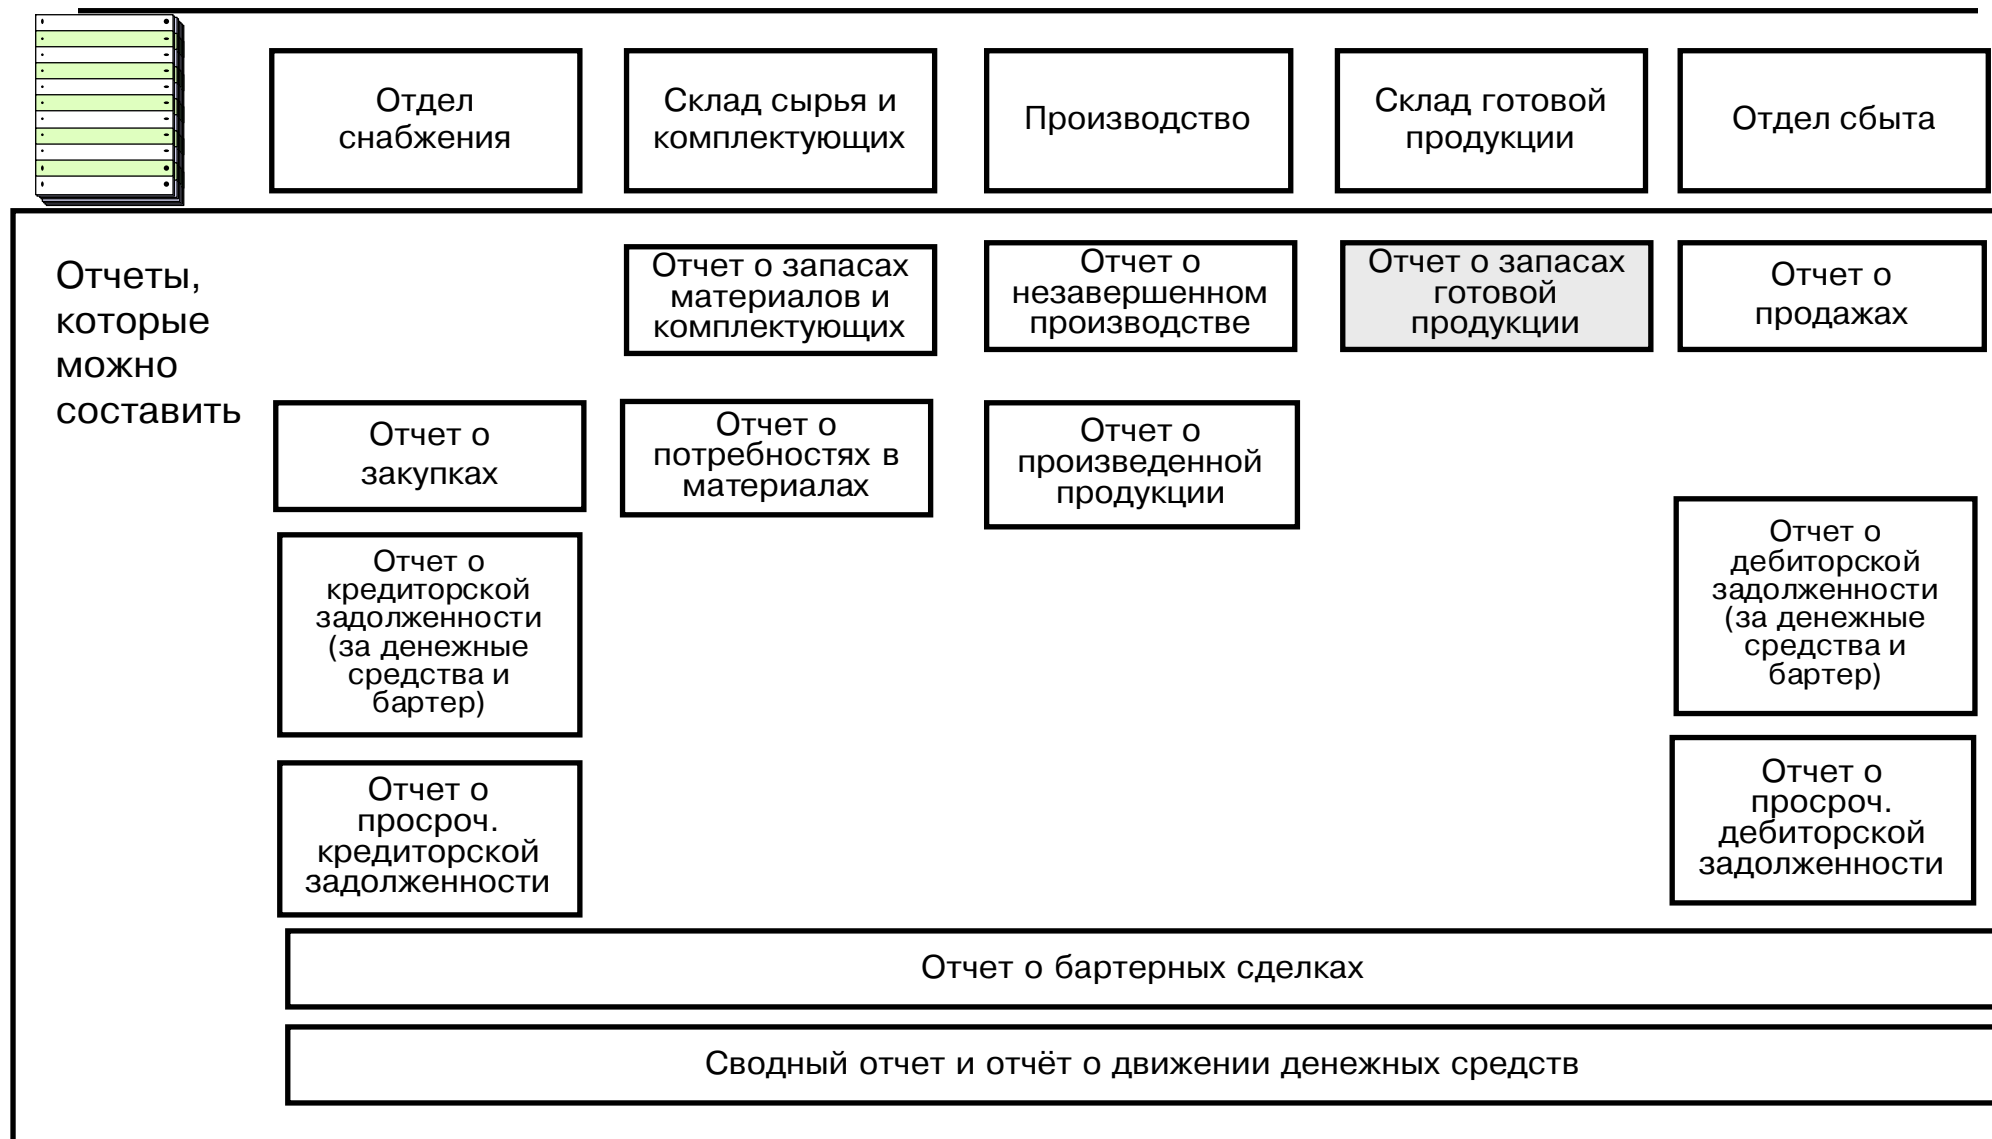 Отдел
снабжения
Склад сырья и
комплектующих
Производство
Склад готовой
продукции
Отдел сбыта
Отчеты,
которые
можно
составить
Отчет о запасах
материалов и
комплектующих
Отчет о
незавершенном
производстве
Отчет о запасах
готовой
продукции
Отчет о
продажах
Отчет о
закупках
Отчет о
потребностях в
материалах
Отчет о
произведенной
продукции
Отчет о
кредиторской
задолженности
(за денежные
средства и
бартер)
Отчет о
дебиторской
задолженности
(за денежные
средства и
бартер)
Отчет о
просроч.
кредиторской
задолженности
Отчет о
просроч.
дебиторской
задолженности
Отчет о бартерных сделках
Сводный отчет и отчёт о движении денежных средств